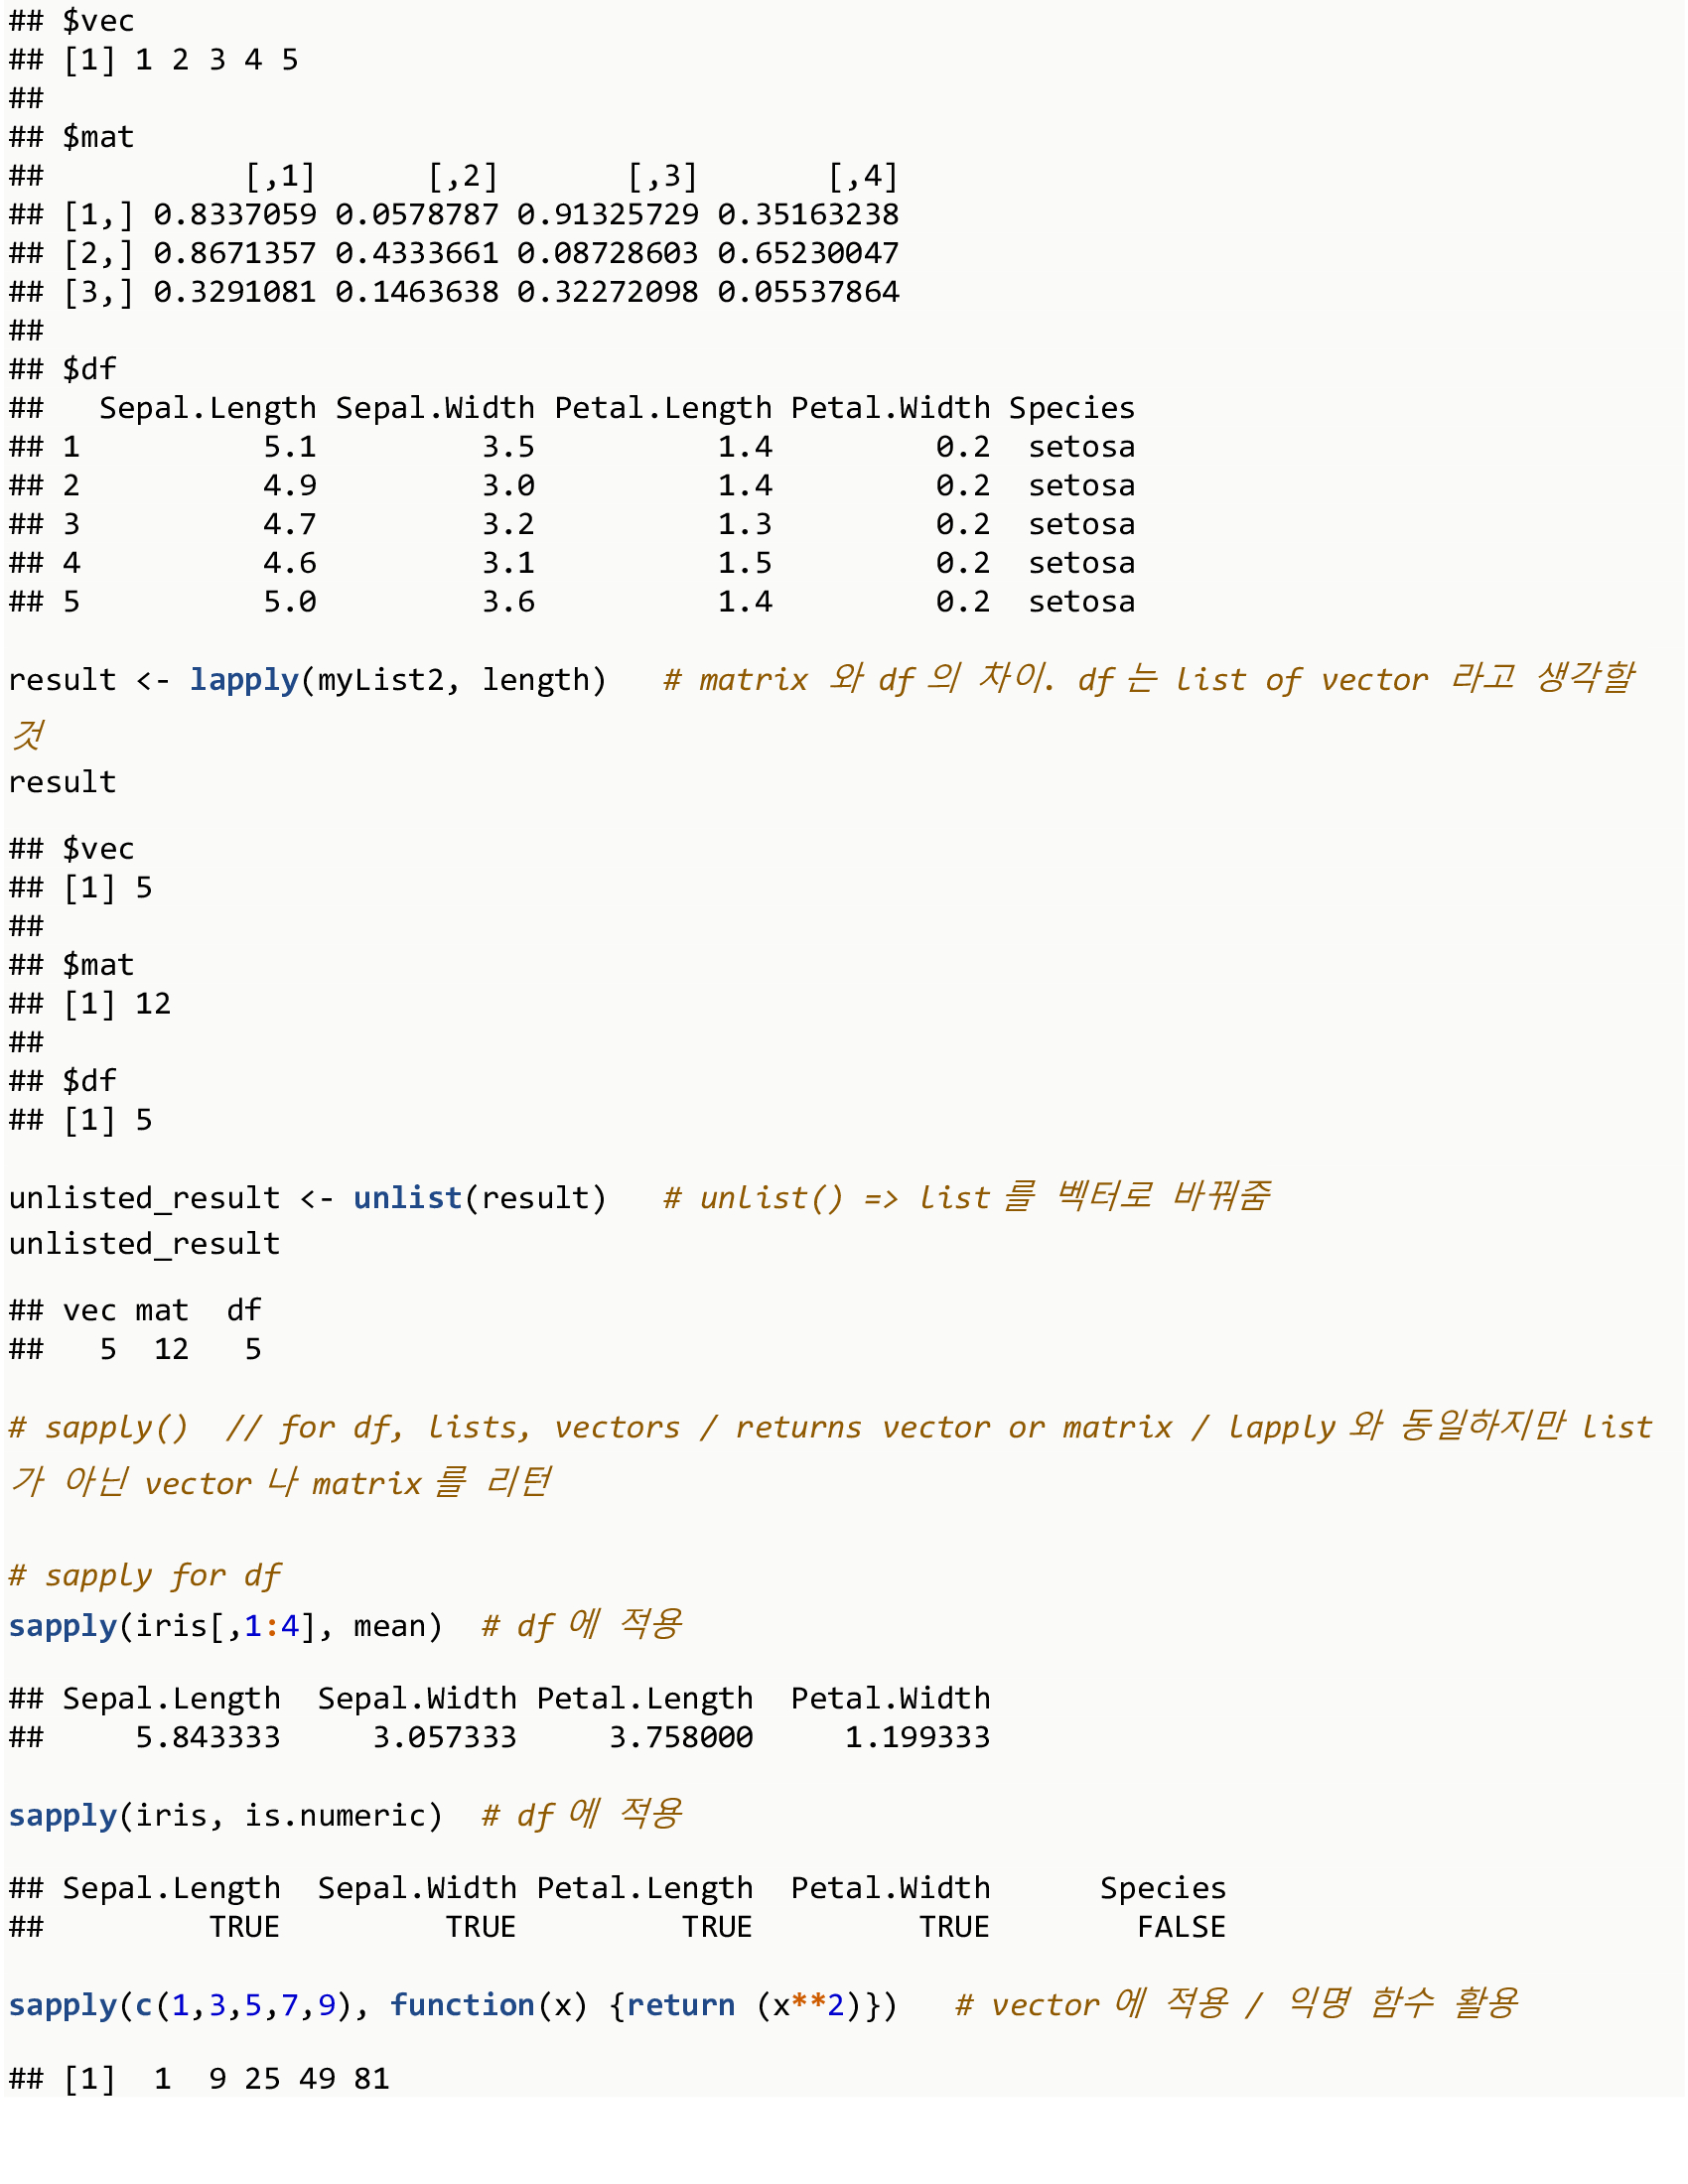 ## $vec
## [1] 1 2 3 4 5
##
## $mat
##           [,1]      [,2]       [,3]       [,4]
## [1,] 0.8337059 0.0578787 0.91325729 0.35163238
## [2,] 0.8671357 0.4333661 0.08728603 0.65230047
## [3,] 0.3291081 0.1463638 0.32272098 0.05537864
##
## $df
##   Sepal.Length Sepal.Width Petal.Length Petal.Width Species
## 1          5.1         3.5          1.4         0.2  setosa
## 2          4.9         3.0          1.4         0.2  setosa
## 3          4.7         3.2          1.3         0.2  setosa
## 4          4.6         3.1          1.5         0.2  setosa
## 5          5.0         3.6          1.4         0.2  setosa
result <- lapply(myList2, length)   # matrix 와 df 의 차이. df 는 list of vector 라고 생각할
것
result
## $vec
## [1] 5
##
## $mat
## [1] 12
##
## $df
## [1] 5
unlisted_result <- unlist(result)   # unlist() => list 를 벡터로 바꿔줌
unlisted_result
## vec mat  df
##   5  12   5
# sapply()  // for df, lists, vectors / returns vector or matrix / lapply 와 동일하지만 list
가 아닌 vector 나 matrix 를 리턴
# sapply for df
sapply(iris[,1:4], mean)  # df 에 적용
## Sepal.Length  Sepal.Width Petal.Length  Petal.Width
##     5.843333     3.057333     3.758000     1.199333
sapply(iris, is.numeric)  # df 에 적용
## Sepal.Length  Sepal.Width Petal.Length  Petal.Width      Species
##         TRUE         TRUE         TRUE         TRUE        FALSE
sapply(c(1,3,5,7,9), function(x) {return (x**2)})   # vector 에 적용 / 익명 함수 활용
## [1]  1  9 25 49 81